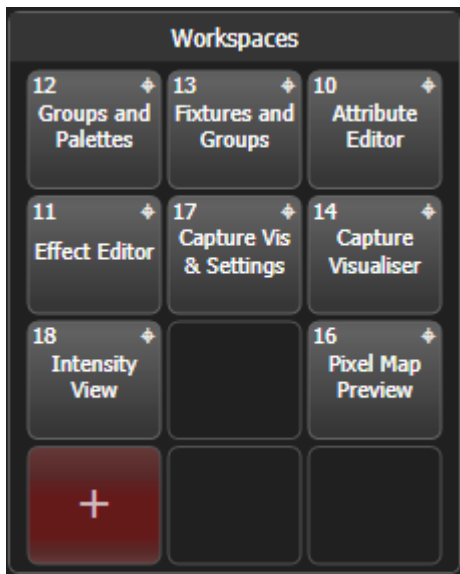 Workspaces
12
Groups and
Palettes
13
Fixtures and
Groups
10
Attribute
Editor
11
Effect Editor
17
Capture Vis
& Settings
14
Capture
Visualiser
18
Intensity
View
16
Pixel Map
Preview
+